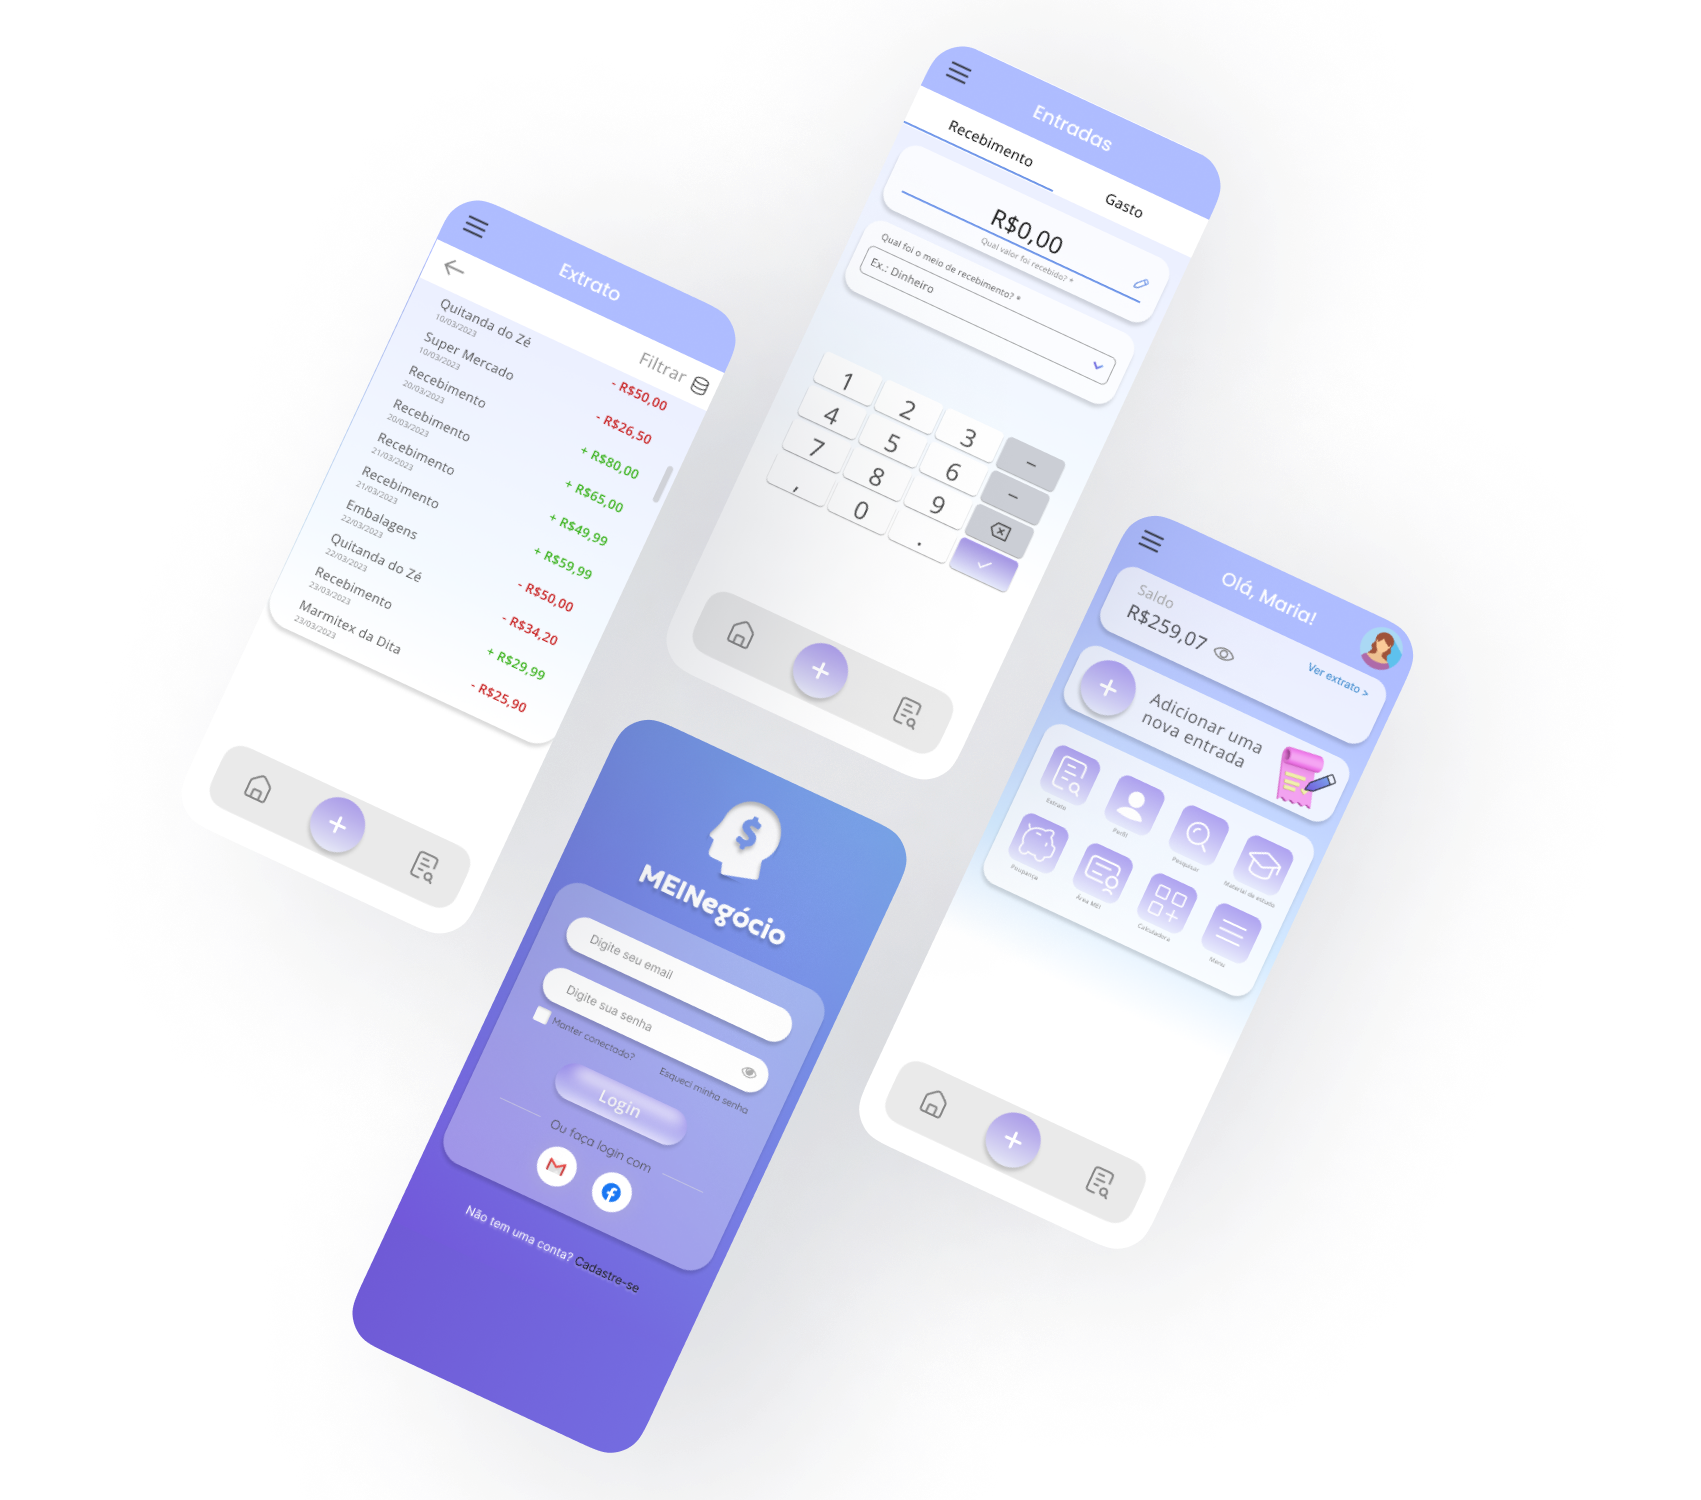 Extrato
Filtrar
Quitanda do Zé
10/03/2023
- R$50,00
Super Mercado
10/03/2023
- R$26,50
Recebimento
20/03/2023
+ R$80,00
Recebimento
20/03/2023
+ R$65,00
Recebimento
21/03/2023
+ R$49,99
Recebimento
21/03/2023
+ R$59,99
Embalagens
22/03/2023
- R$50,00
Quitanda do Zé
22/03/2023
- R$34,20
Recebimento
23/03/2023
+ R$29,99
Marmitex da Dita
23/03/2023
- R$25,90
Entradas
Recebimento
Gasto
R$0,00
Qual valor foi recebido? *
Qual foi o meio de recebimento? *
Ex.: Dinheiro
1 2 3 –
4 5 6 –
7 8 9
, 0 .
MEINegócio
Digite seu email
Digite sua senha
Manter conectado?
Esqueci minha senha
Login
Ou faça login com
Não tem uma conta? Cadastre-se
Olá, Maria!
Saldo
R$259,07
Ver extrato >
Adicionar uma
nova entrada
Extrato
Perfil
Pesquisar
Material de estudo
Poupança
Área MEI
Calculadora
Menu